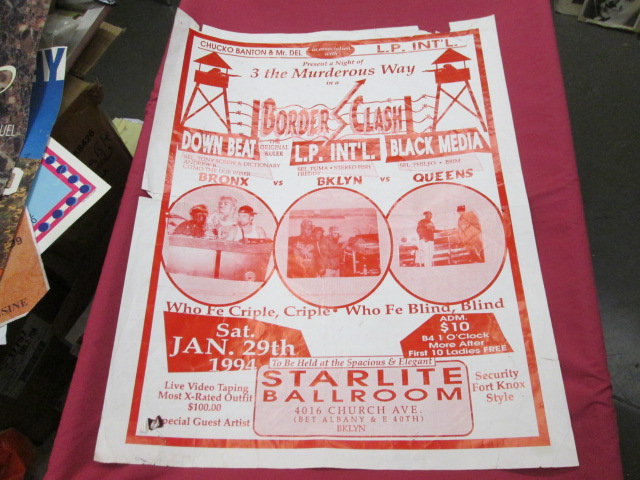 CHUCKO BANTON & Mr. DEL in association with L.P. INT'L.
Present a Night of
3 the Murderous Way
in a
BORDER CLASH
DOWN BEAT THE ORIGINAL RULER L.P. INT'L. BLACK MEDIA
BRONX vs BKLYN vs QUEENS
Who Fe Criple, Criple • Who Fe Blind, Blind
Sat.
JAN. 29th
1994
ADM.
$10
B4 1 O'Clock
More After
First 10 Ladies FREE
To Be Held at the Spacious & Elegant
STARLITE
BALLROOM
4016 CHURCH AVE.
(BET ALBANY & E 40TH)
BKLYN
Live Video Taping
Most X-Rated Outfit
$100.00
Special Guest Artist
Security
Fort Knox
Style
UEL
SINE